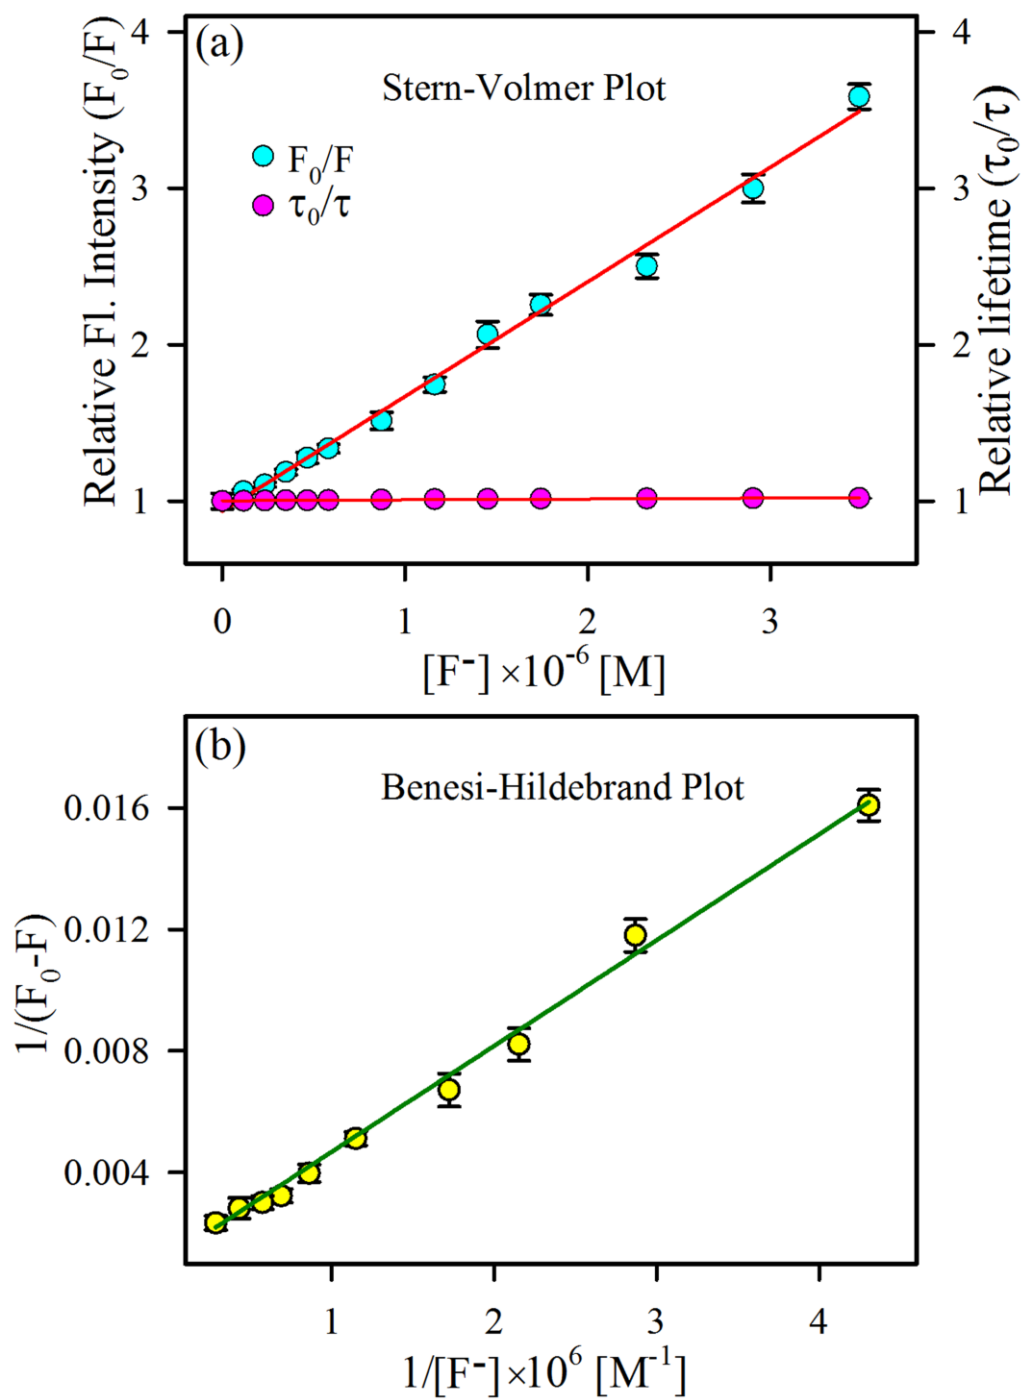 (a)
Stern-Volmer Plot
F₀/F
τ₀/τ
Relative Fl. Intensity (F₀/F)
4
3
2
1
Relative lifetime (τ₀/τ)
4
3
2
1
0 1 2 3
[F⁻] ×10⁻⁶ [M]
(b)
Benesi-Hildebrand Plot
1/(F₀-F)
0.016
0.012
0.008
0.004
1 2 3 4
1/[F⁻]×10⁶ [M⁻¹]